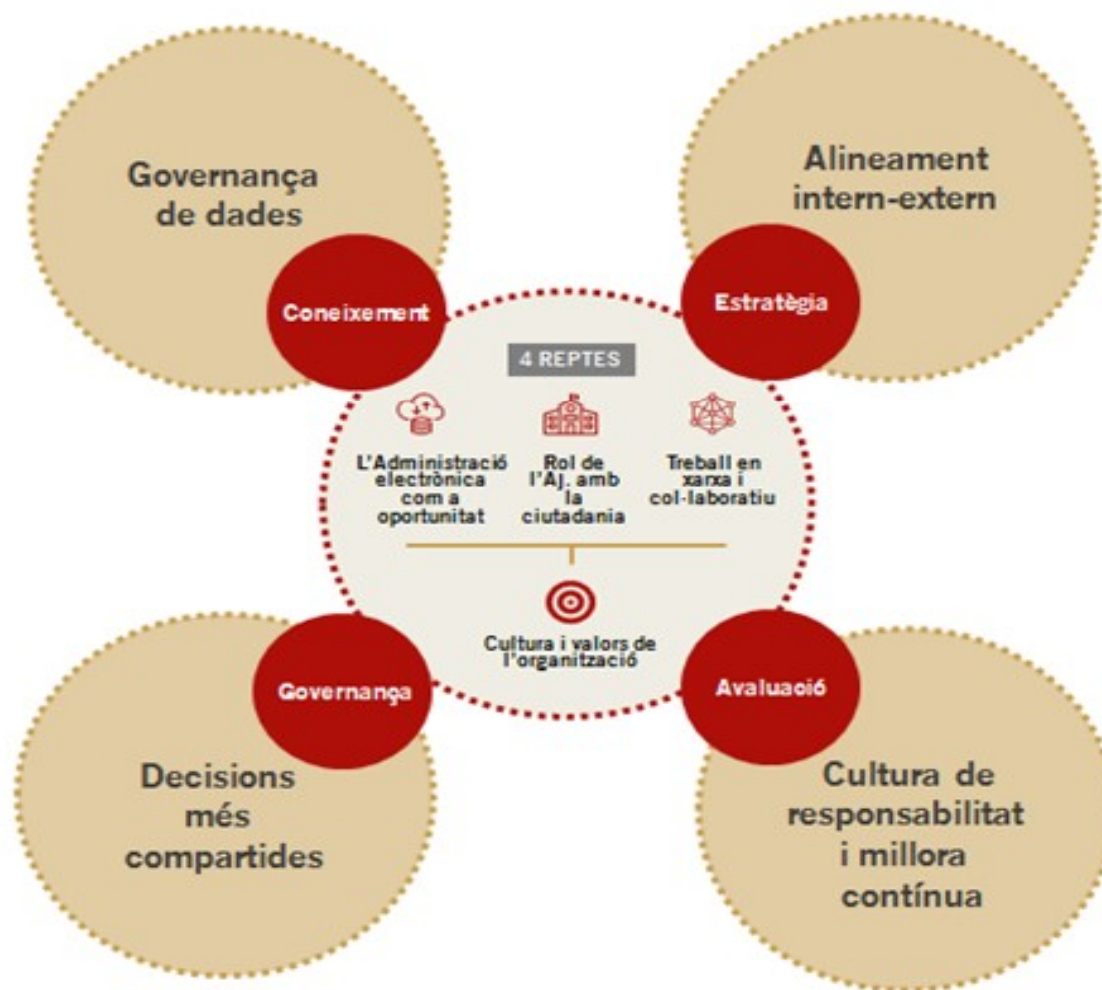 Governança
de dades
Alineament
intern-extern
Coneixement
Estratègia
4 REPTES
L'Administració
electrònica
com a
oportunitat
Rol de
l'Aj. amb
la
ciutadania
Treball en
xarxa i
col·laboratiu
Cultura i valors de
l'organització
Governança
Avaluació
Decisions
més
compartides
Cultura de
responsabilitat
i millora
contínua